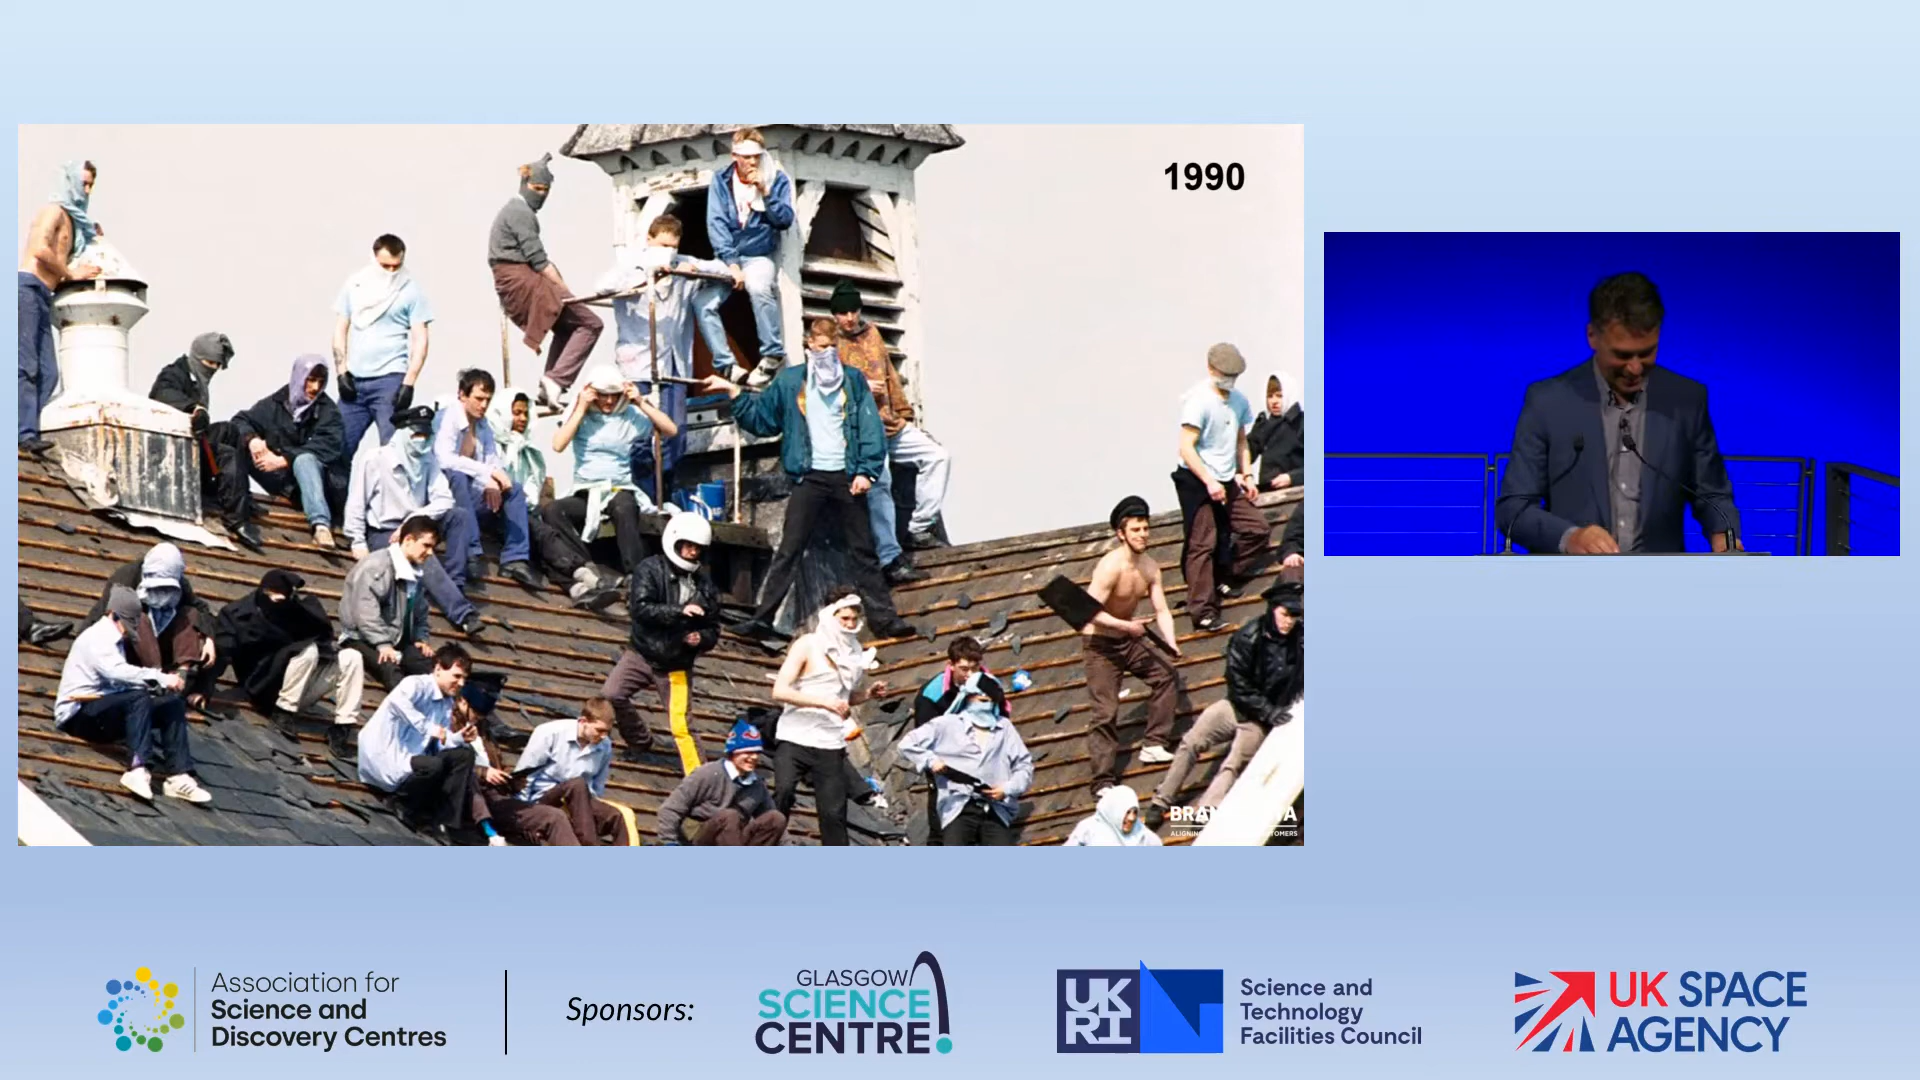 1990
ALIGNING
Association for
Science and
Discovery Centres
Sponsors:
GLASGOW
SCIENCE
CENTRE
UK
RI
Science and
Technology
Facilities Council
UK SPACE
AGENCY